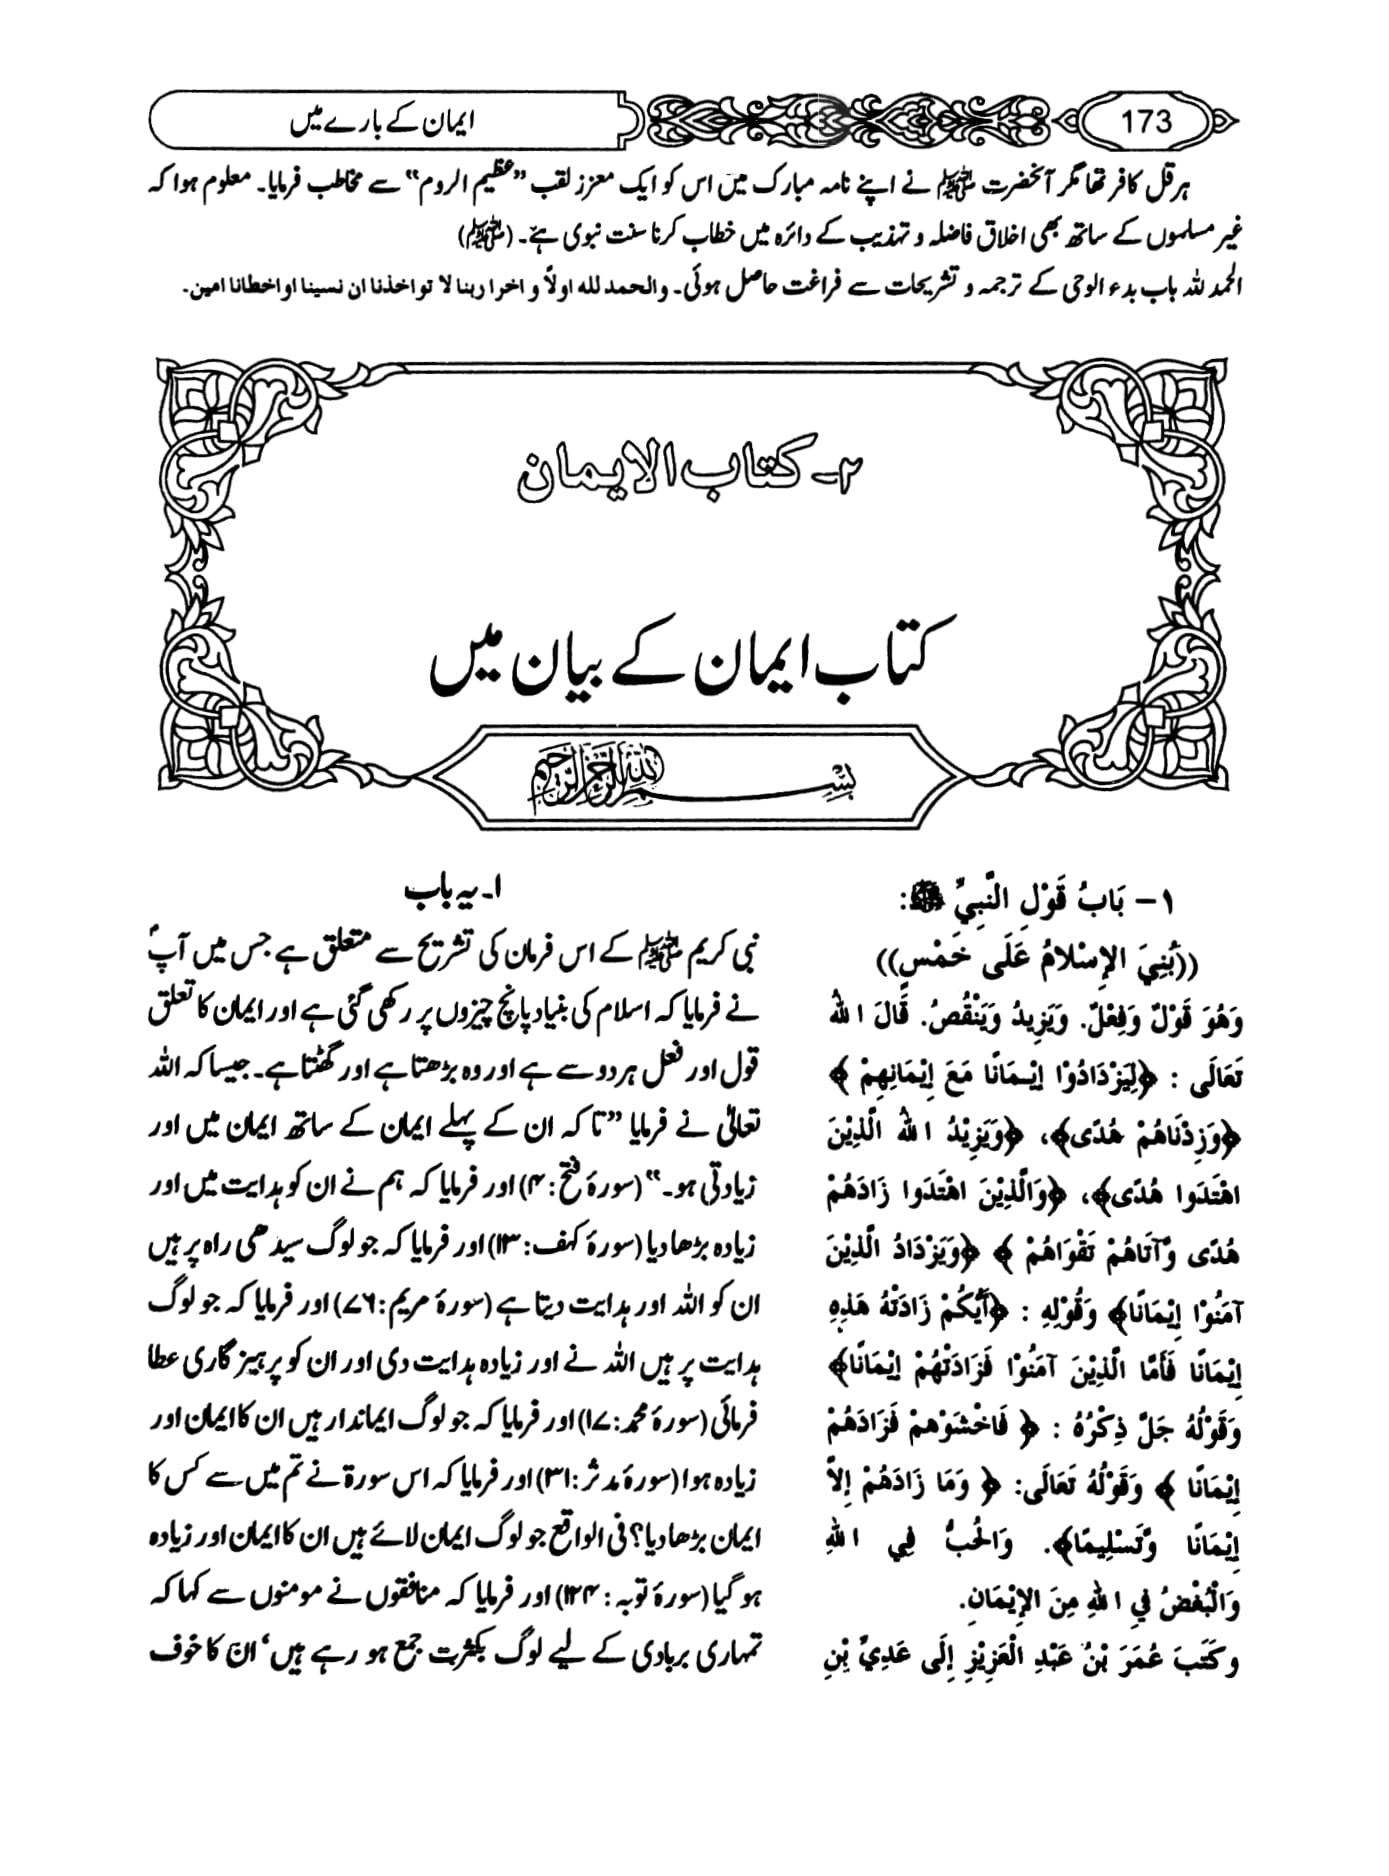 ایمان کے بارے میں
173
ہرقل کافر تھا مگر آنحضرت ﷺ نے اپنے نامہ مبارک میں اس کو ایک معزز لقب ”عظیم الروم“ سے مخاطب فرمایا۔ معلوم ہوا کہ
غیر مسلموں کے ساتھ بھی اخلاق فاضلہ و تہذیب کے دائرہ میں خطاب کرنا سنت نبوی ہے۔ (ﷺ)
الحمد للہ باب بدء الوحی کے ترجمہ و تشریحات سے فراغت حاصل ہوئی۔ والحمد لله اولاً و اخرا ربنا لا تواخذنا ان نسینا او اخطانا امین۔
۲۔ کتاب الایمان
کتاب ایمان کے بیان میں
بسم الله الرحمن الرحيم
١- بَابُ قَوْلِ النَّبِيِّ ﷺ:
((بُنِيَ الإِسْلاَمُ عَلَى خَمْسٍ))
وَهُوَ قَوْلٌ وَفِعْلٌ. وَيَزِيدُ وَيَنْقُصُ. قَالَ اللهُ
تَعَالَى : ﴿لِيَزْدَادُوْا إِيْمَانًا مَعَ إِيْمَانِهِمْ﴾
﴿وَزِدْنَاهُمْ هُدًى﴾، ﴿وَيَزِيْدُ اللهُ الَّذِيْنَ
اهْتَدَوا هُدًى﴾، ﴿وَالَّذِيْنَ اهْتَدَوا زَادَهُمْ
هُدًى وَّآتَاهُمْ تَقْوَاهُمْ﴾ ﴿وَيَزْدَادُ الَّذِيْنَ
آمَنُوْا إِيْمَانًا﴾ وَقُوْلِهِ : ﴿أَيُّكُمْ زَادَتْهُ هَذِهِ
إِيْمَانًا فَأَمَّا الَّذِيْنَ آمَنُوْا فَزَادَتْهُمْ إِيْمَانًا﴾
وَقَوْلُهُ جَلَّ ذِكْرُهُ : ﴿فَاخْشَوْهمْ فَزَادَهُمْ
إِيْمَانًا﴾ وَقَوْلُهُ تَعَالَى: ﴿وَمَا زَادَهُمْ إِلاَّ
إِيْمَانًا وَّتَسْلِيمًا﴾. وَالْحُبُّ فِي اللهِ
وَالْبُغْضُ فِي اللهِ مِنَ الإِيْمَانِ.
وَكَتَبَ عُمَرَ بْنُ عَبْدِ الْعَزِيْزِ إِلَى عَدِيِّ بْنِ
۱۔ یہ باب
نبی کریم ﷺ کے اس فرمان کی تشریح سے متعلق ہے جس میں آپؐ
نے فرمایا کہ اسلام کی بنیاد پانچ چیزوں پر رکھی گئی ہے اور ایمان کا تعلق
قول اور فعل ہر دو سے ہے اور وہ بڑھتا ہے اور گھٹتا ہے۔ جیسا کہ اللہ
تعالیٰ نے فرمایا ”تاکہ ان کے پہلے ایمان کے ساتھ ایمان میں اور
زیادتی ہو۔“ (سورۂ فتح: ۴) اور فرمایا کہ ہم نے ان کو ہدایت میں اور
زیادہ بڑھا دیا (سورۂ کہف: ۱۳) اور فرمایا کہ جو لوگ سیدھی راہ پر ہیں
ان کو اللہ اور ہدایت دیتا ہے (سورۂ مریم: ۷۶) اور فرمایا کہ جو لوگ
ہدایت پر ہیں اللہ نے اور زیادہ ہدایت دی اور ان کو پرہیزگاری عطا
فرمائی (سورۂ محمد: ۱۷) اور فرمایا کہ جو لوگ ایماندار ہیں ان کا ایمان اور
زیادہ ہوا (سورۂ مدثر: ۳۱) اور فرمایا کہ اس سورۃ نے تم میں سے کس کا
ایمان بڑھا دیا؟ فی الواقع جو لوگ ایمان لائے ہیں ان کا ایمان اور زیادہ
ہو گیا (سورۂ توبہ: ۱۲۴) اور فرمایا کہ منافقوں نے مومنوں سے کہا کہ
تمہاری بربادی کے لیے لوگ بکثرت جمع ہو رہے ہیں، ان کا خوف